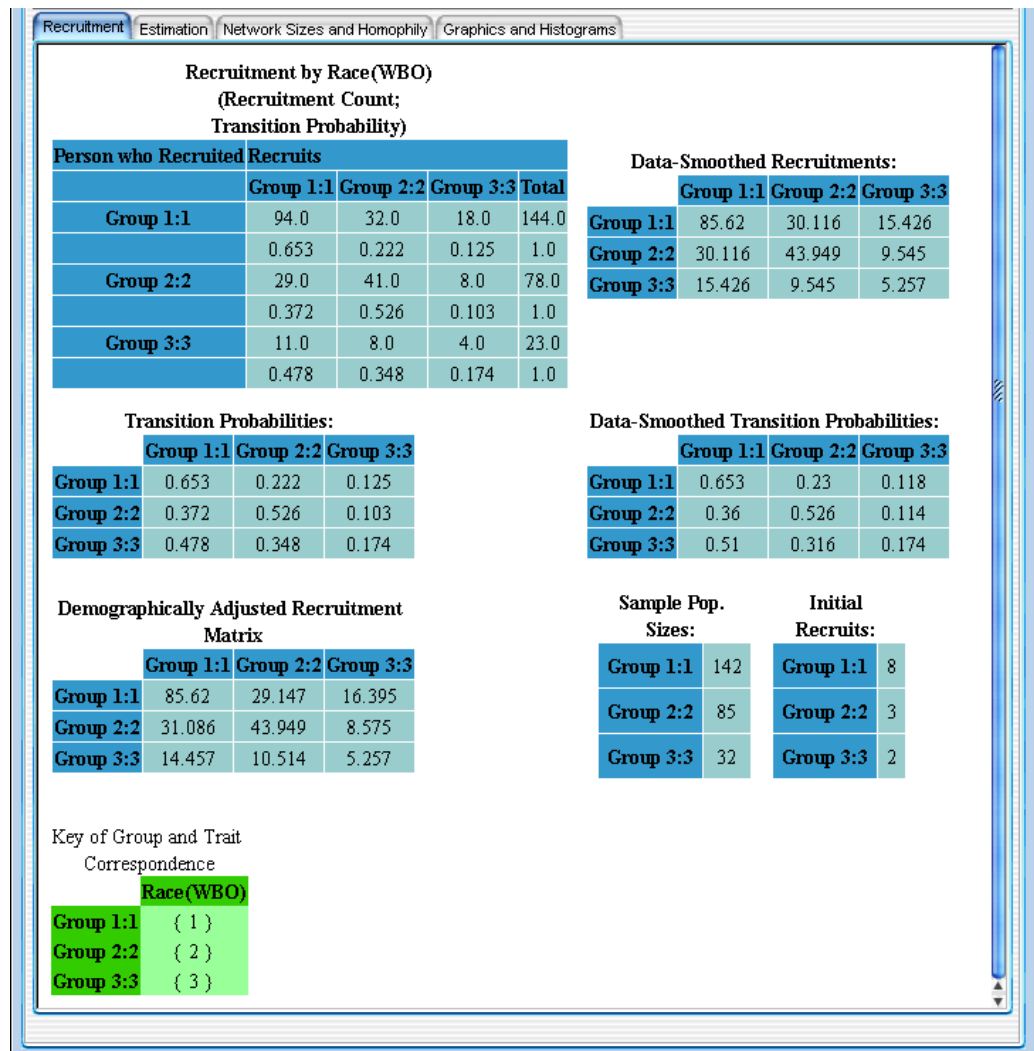 Recruitment Estimation Network Sizes and Homophily Graphics and Histograms
Recruitment by Race(WBO)
(Recruitment Count;
Transition Probability)
Person who Recruited Recruits
Group 1:1 Group 2:2 Group 3:3 Total
Group 1:1 94.0 32.0 18.0 144.0
0.653 0.222 0.125 1.0
Group 2:2 29.0 41.0 8.0 78.0
0.372 0.526 0.103 1.0
Group 3:3 11.0 8.0 4.0 23.0
0.478 0.348 0.174 1.0
Data-Smoothed Recruitments:
Group 1:1 Group 2:2 Group 3:3
Group 1:1 85.62 30.116 15.426
Group 2:2 30.116 43.949 9.545
Group 3:3 15.426 9.545 5.257
Transition Probabilities:
Group 1:1 Group 2:2 Group 3:3
Group 1:1 0.653 0.222 0.125
Group 2:2 0.372 0.526 0.103
Group 3:3 0.478 0.348 0.174
Data-Smoothed Transition Probabilities:
Group 1:1 Group 2:2 Group 3:3
Group 1:1 0.653 0.23 0.118
Group 2:2 0.36 0.526 0.114
Group 3:3 0.51 0.316 0.174
Demographically Adjusted Recruitment
Matrix
Group 1:1 Group 2:2 Group 3:3
Group 1:1 85.62 29.147 16.395
Group 2:2 31.086 43.949 8.575
Group 3:3 14.457 10.514 5.257
Sample Pop.
Sizes:
Group 1:1 142
Group 2:2 85
Group 3:3 32
Initial
Recruits:
Group 1:1 8
Group 2:2 3
Group 3:3 2
Key of Group and Trait
Correspondence
Race(WBO)
Group 1:1 { 1 }
Group 2:2 { 2 }
Group 3:3 { 3 }